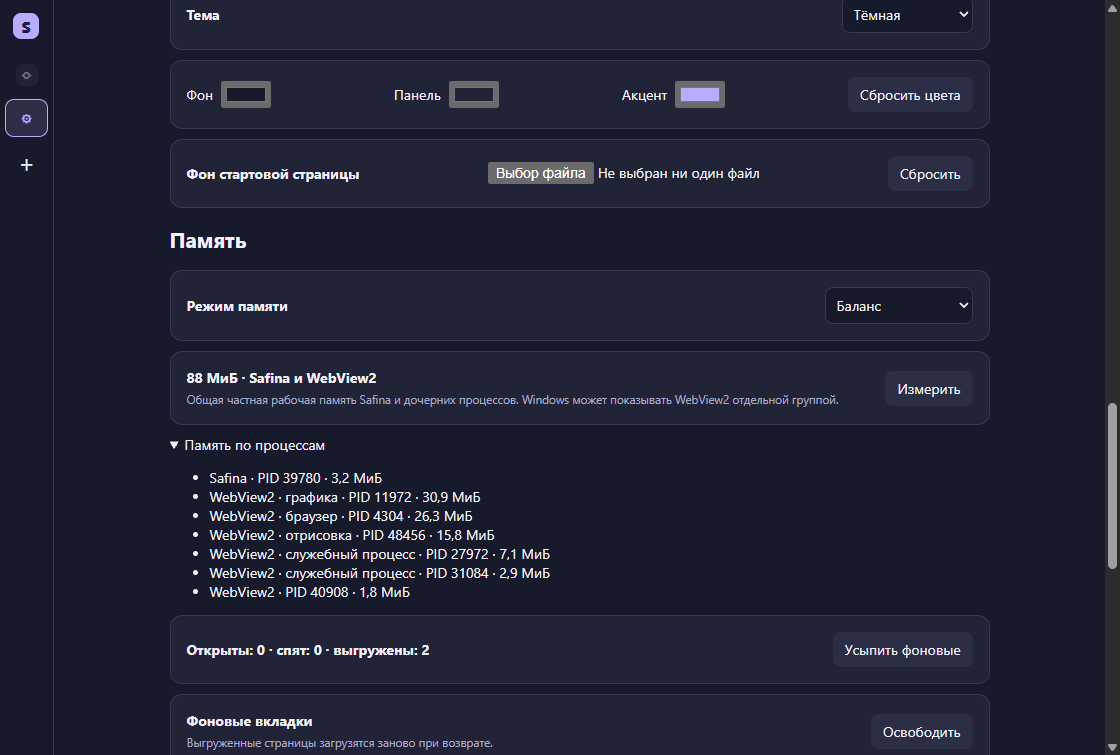 S
Тема
Тёмная
Фон
Панель
Акцент
Сбросить цвета
Фон стартовой страницы
Выбор файла Не выбран ни один файл
Сбросить
Память
Режим памяти
Баланс
88 МиБ · Safina и WebView2
Общая частная рабочая память Safina и дочерних процессов. Windows может показывать WebView2 отдельной группой.
Измерить
▼ Память по процессам
• Safina · PID 39780 · 3,2 МиБ
• WebView2 · графика · PID 11972 · 30,9 МиБ
• WebView2 · браузер · PID 4304 · 26,3 МиБ
• WebView2 · отрисовка · PID 48456 · 15,8 МиБ
• WebView2 · служебный процесс · PID 27972 · 7,1 МиБ
• WebView2 · служебный процесс · PID 31084 · 2,9 МиБ
• WebView2 · PID 40908 · 1,8 МиБ
Открыты: 0 · спят: 0 · выгружены: 2
Усыпить фоновые
Фоновые вкладки
Выгруженные страницы загрузятся заново при возврате.
Освободить